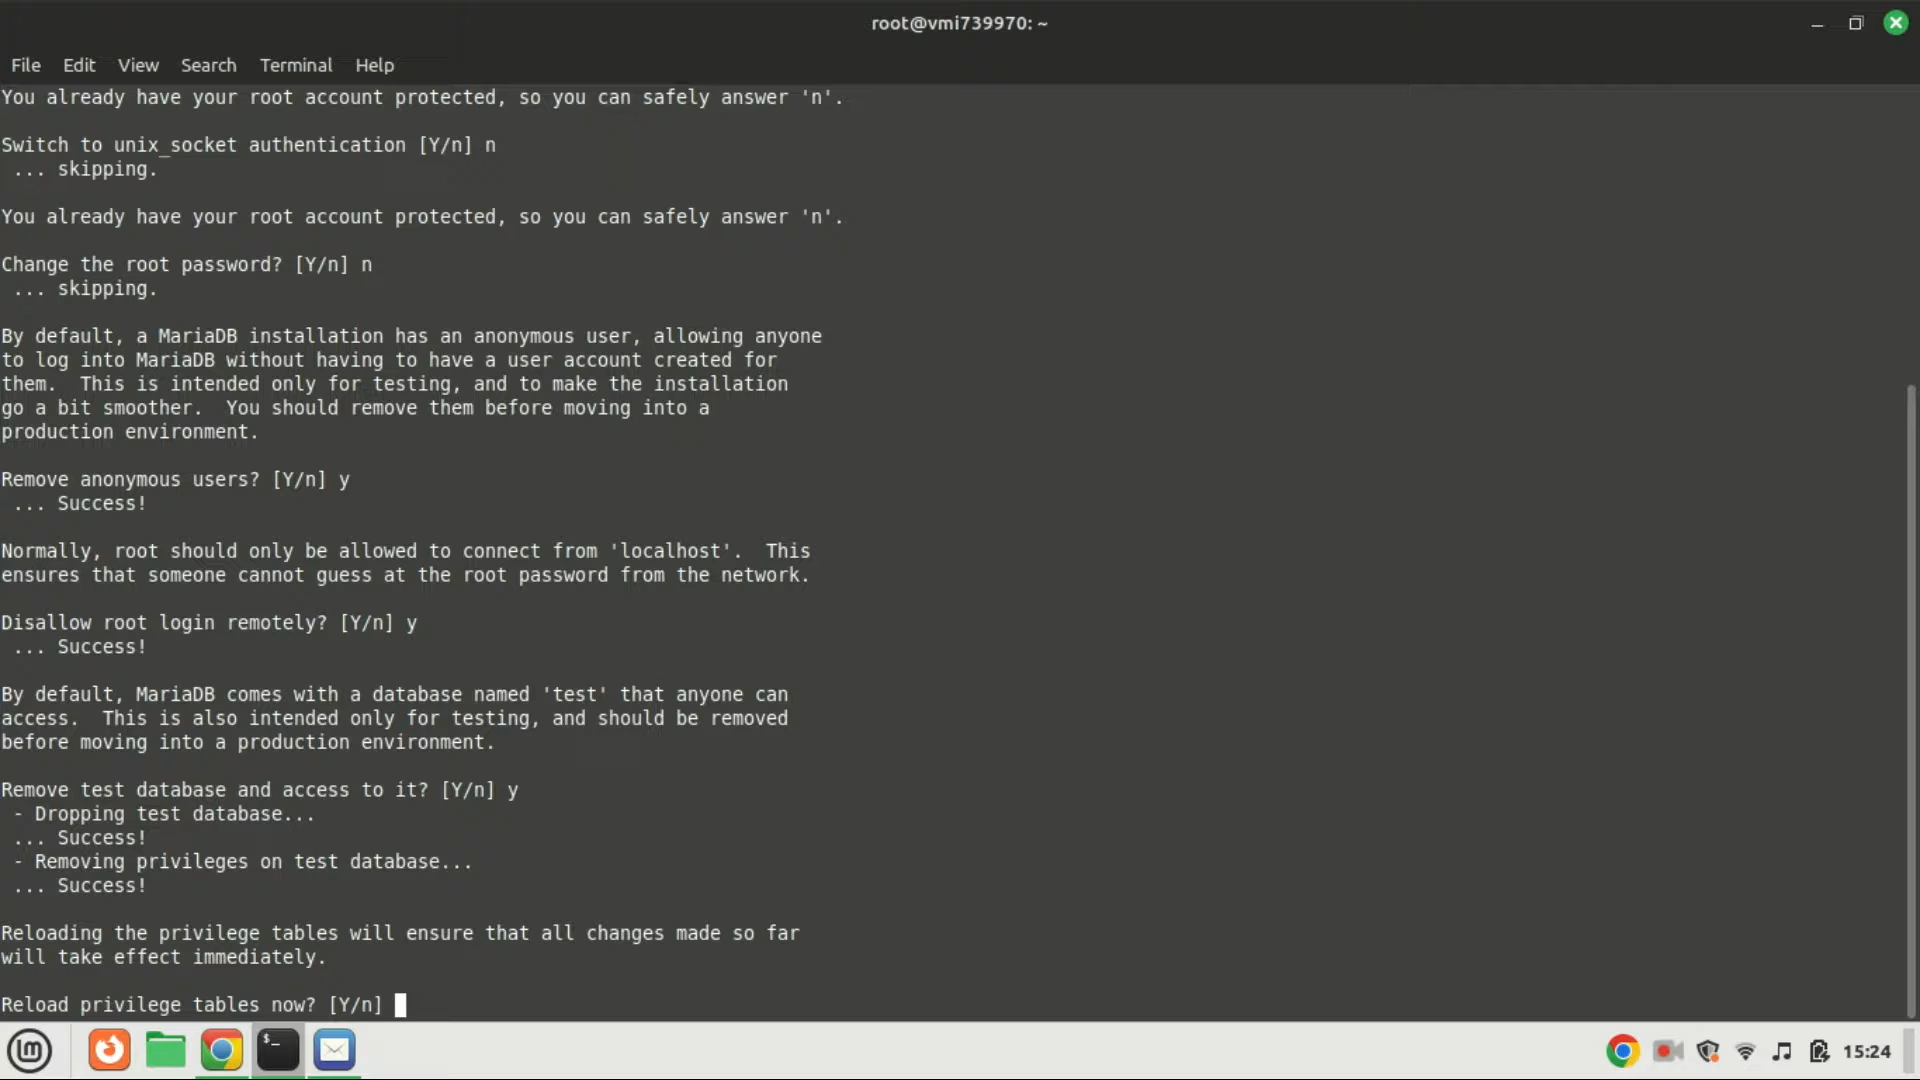 root@vmi739970: ~
File Edit View Search Terminal Help
You already have your root account protected, so you can safely answer 'n'.
Switch to unix_socket authentication [Y/n] n
... skipping.
You already have your root account protected, so you can safely answer 'n'.
Change the root password? [Y/n] n
... skipping.
By default, a MariaDB installation has an anonymous user, allowing anyone
to log into MariaDB without having to have a user account created for
them.  This is intended only for testing, and to make the installation
go a bit smoother.  You should remove them before moving into a
production environment.
Remove anonymous users? [Y/n] y
... Success!
Normally, root should only be allowed to connect from 'localhost'.  This
ensures that someone cannot guess at the root password from the network.
Disallow root login remotely? [Y/n] y
... Success!
By default, MariaDB comes with a database named 'test' that anyone can
access.  This is also intended only for testing, and should be removed
before moving into a production environment.
Remove test database and access to it? [Y/n] y
- Dropping test database...
... Success!
- Removing privileges on test database...
... Success!
Reloading the privilege tables will ensure that all changes made so far
will take effect immediately.
Reload privilege tables now? [Y/n]
15:24